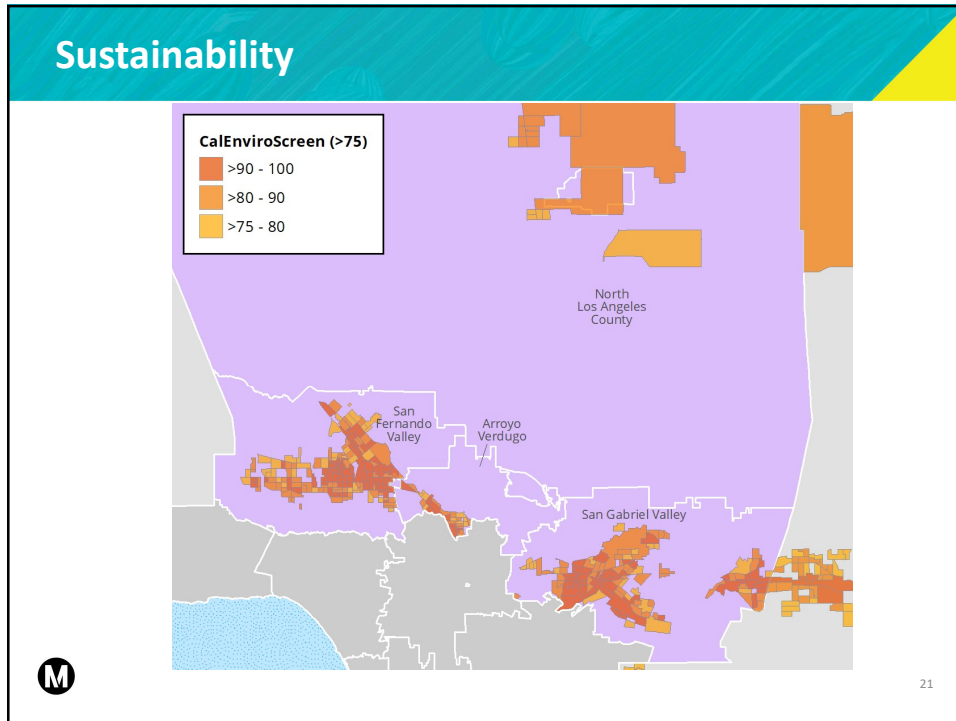 Sustainability
CalEnviroScreen (>75)
>90 - 100
>80 - 90
>75 - 80
North
Los Angeles
County
San
Fernando
Valley
Arroyo
Verdugo
San Gabriel Valley
M
21